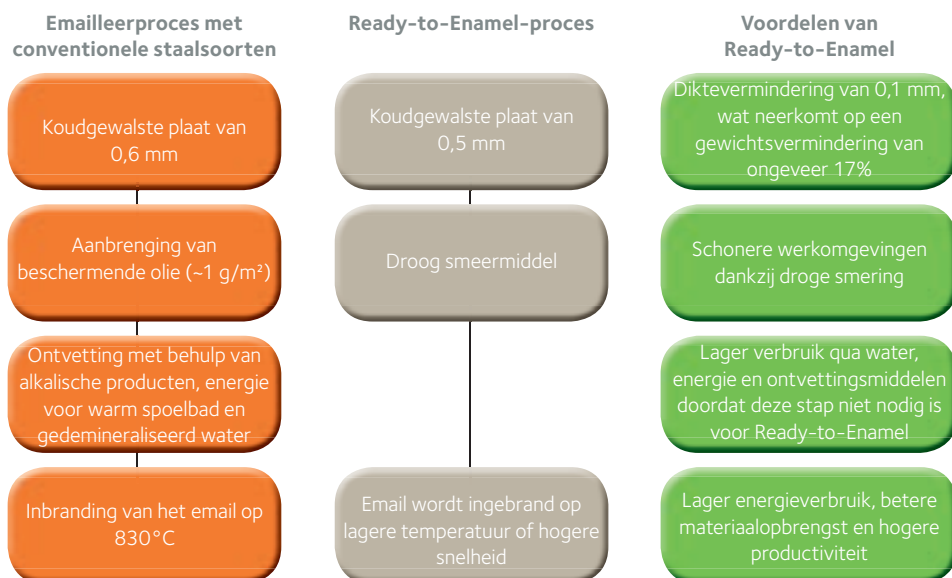 Emailleerproces met
conventionele staalsoorten
Koudgewalste plaat van
0,6 mm
Aanbrenging van
beschermende olie (~1 g/m²)
Ontvetting met behulp van
alkalische producten, energie
voor warm spoelbad en
gedemineraliseerd water
Inbranding van het email op
830°C
Ready-to-Enamel-proces
Koudgewalste plaat van
0,5 mm
Droog smeermiddel
Email wordt ingebrand op
lagere temperatuur of hogere
snelheid
Voordelen van
Ready-to-Enamel
Diktevermindering van 0,1 mm,
wat neerkomt op een
gewichtsvermindering van
ongeveer 17%
Schonere werkomgevingen
dankzij droge smering
Lager verbruik qua water,
energie en ontvettingsmiddelen
doordat deze stap niet nodig is
voor Ready-to-Enamel
Lager energieverbruik, betere
materiaalopbrengst en hogere
productiviteit